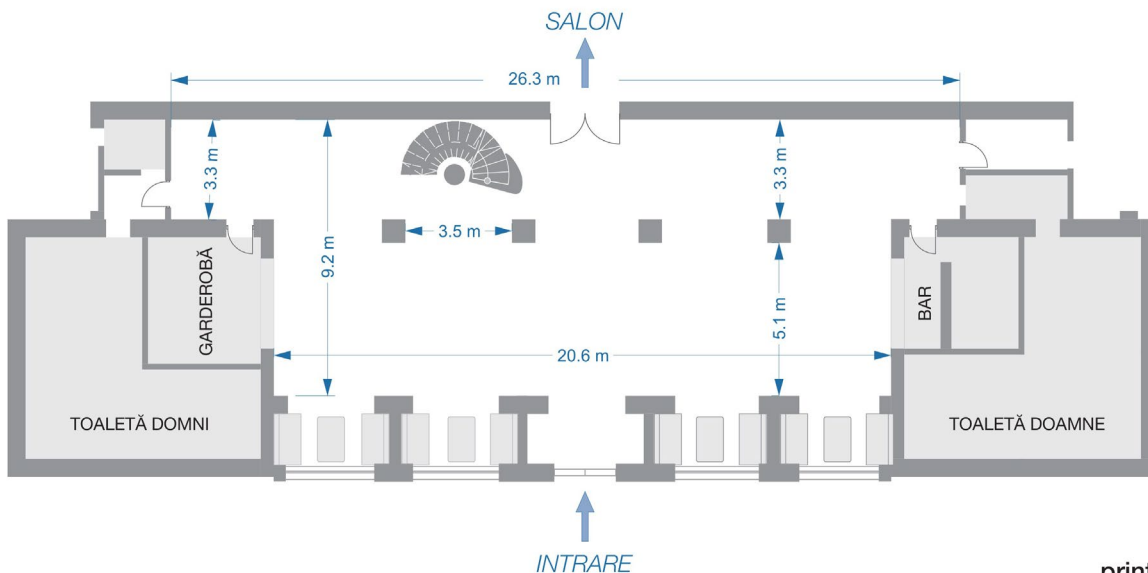 SALON
26.3 m
3.3 m
3.3 m
3.5 m
9.2 m
GARDEROBĂ
BAR
5.1 m
20.6 m
TOALETĂ DOMNI
TOALETĂ DOAMNE
INTRARE